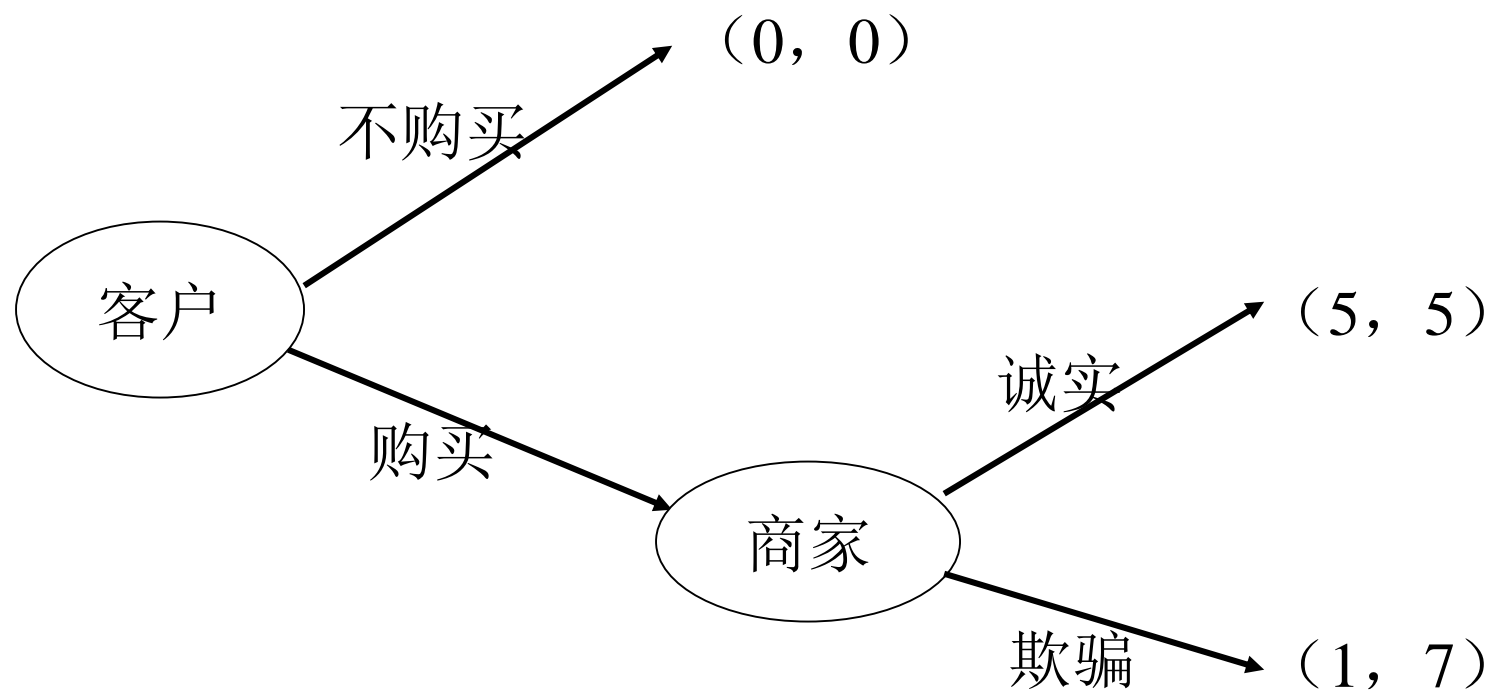 （0，0）
不购买
客户
（5，5）
诚实
购买
商家
欺骗
（1，7）